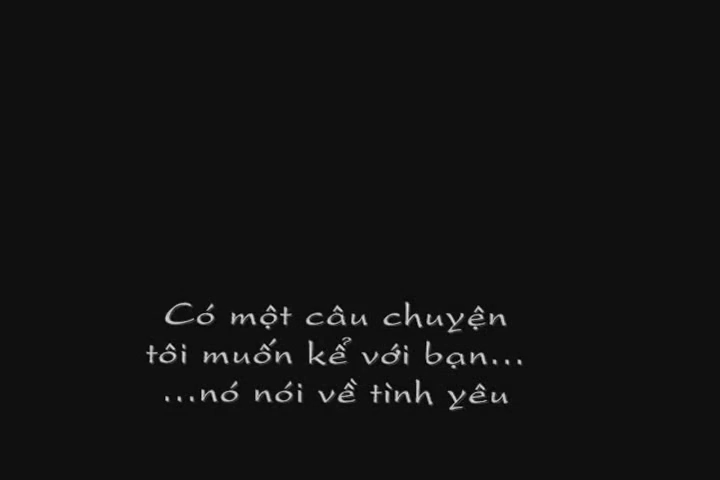 Có một câu chuyện
tôi muốn kể với bạn...
...nó nói về tình yêu